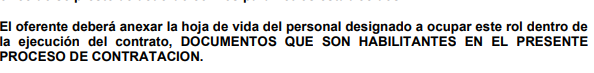 El oferente deberá anexar la hoja de vida del personal designado a ocupar este rol dentro de
la ejecución del contrato, DOCUMENTOS QUE SON HABILITANTES EN EL PRESENTE
PROCESO DE CONTRATACION.